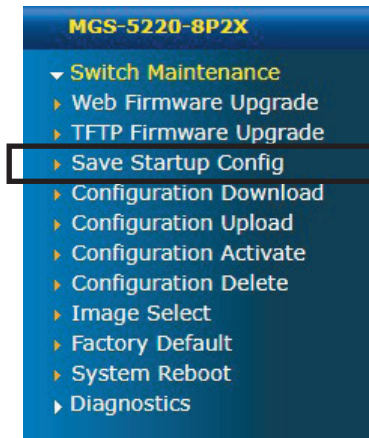 MGS-5220-8P2X
Switch Maintenance
Web Firmware Upgrade
TFTP Firmware Upgrade
Save Startup Config
Configuration Download
Configuration Upload
Configuration Activate
Configuration Delete
Image Select
Factory Default
System Reboot
Diagnostics